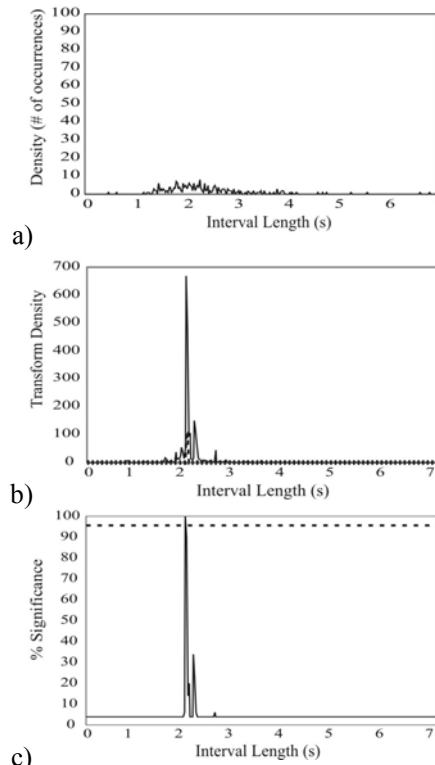 100
90
80
70
60
50
40
30
20
10
0
Density (# of occurrences)
0 1 2 3 4 5 6
Interval Length (s)
a)
700
600
500
400
300
200
100
0
Transform Density
0 1 2 3 4 5 6 7
Interval Length (s)
b)
100
90
80
70
60
50
40
30
20
10
0
% Significance
0 1 2 3 4 5 6 7
Interval Length (s)
c)